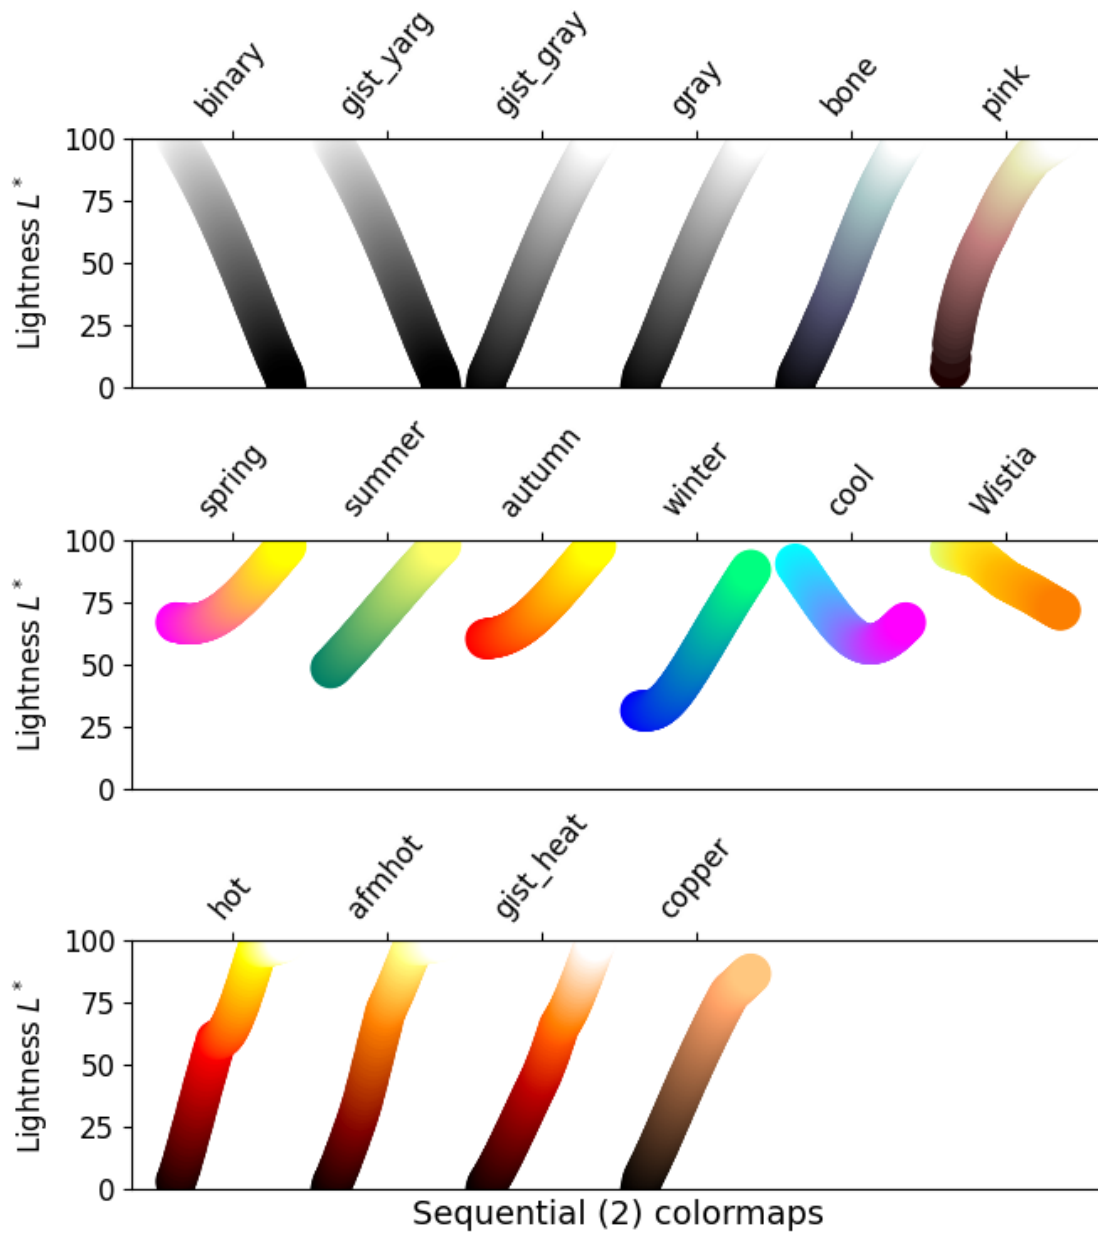 binary gist_yarg gist_gray gray bone pink
Lightness L*
100
75
50
25
0
spring summer autumn winter cool Wistia
Lightness L*
100
75
50
25
0
hot afmhot gist_heat copper
Lightness L*
100
75
50
25
0
Sequential (2) colormaps